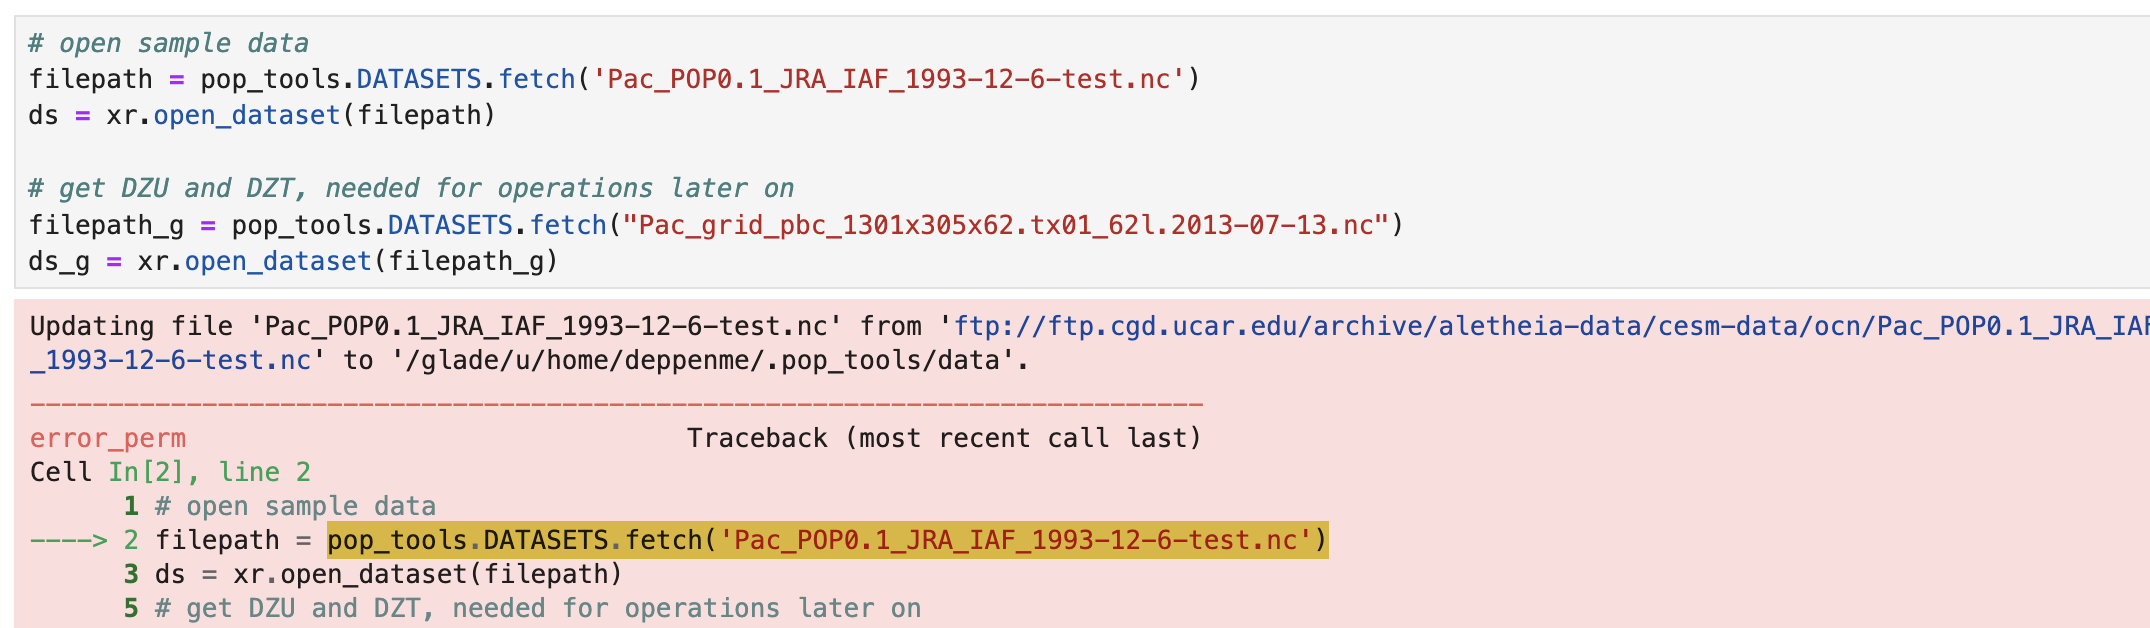 # open sample data
filepath = pop_tools.DATASETS.fetch('Pac_POP0.1_JRA_IAF_1993-12-6-test.nc')
ds = xr.open_dataset(filepath)
# get DZU and DZT, needed for operations later on
filepath_g = pop_tools.DATASETS.fetch("Pac_grid_pbc_1301x305x62.tx01_62l.2013-07-13.nc")
ds_g = xr.open_dataset(filepath_g)
Updating file 'Pac_POP0.1_JRA_IAF_1993-12-6-test.nc' from 'ftp://ftp.cgd.ucar.edu/archive/aletheia-data/cesm-data/ocn/Pac_POP0.1_JRA_IAF
_1993-12-6-test.nc' to '/glade/u/home/deppenme/.pop_tools/data'.
---------------------------------------------------------------------------
error_perm                                Traceback (most recent call last)
Cell In[2], line 2
      1 # open sample data
----> 2 filepath = pop_tools.DATASETS.fetch('Pac_POP0.1_JRA_IAF_1993-12-6-test.nc')
      3 ds = xr.open_dataset(filepath)
      5 # get DZU and DZT, needed for operations later on